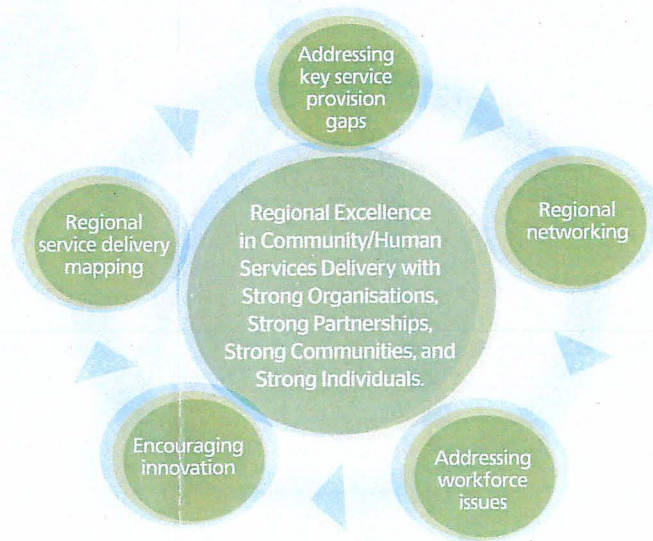 Addressing
key service
provision
gaps
Regional
networking
Addressing
workforce
issues
Encouraging
innovation
Regional
service delivery
mapping
Regional Excellence
in Community/Human
Services Delivery with
Strong Organisations,
Strong Partnerships,
Strong Communities, and
Strong Individuals.